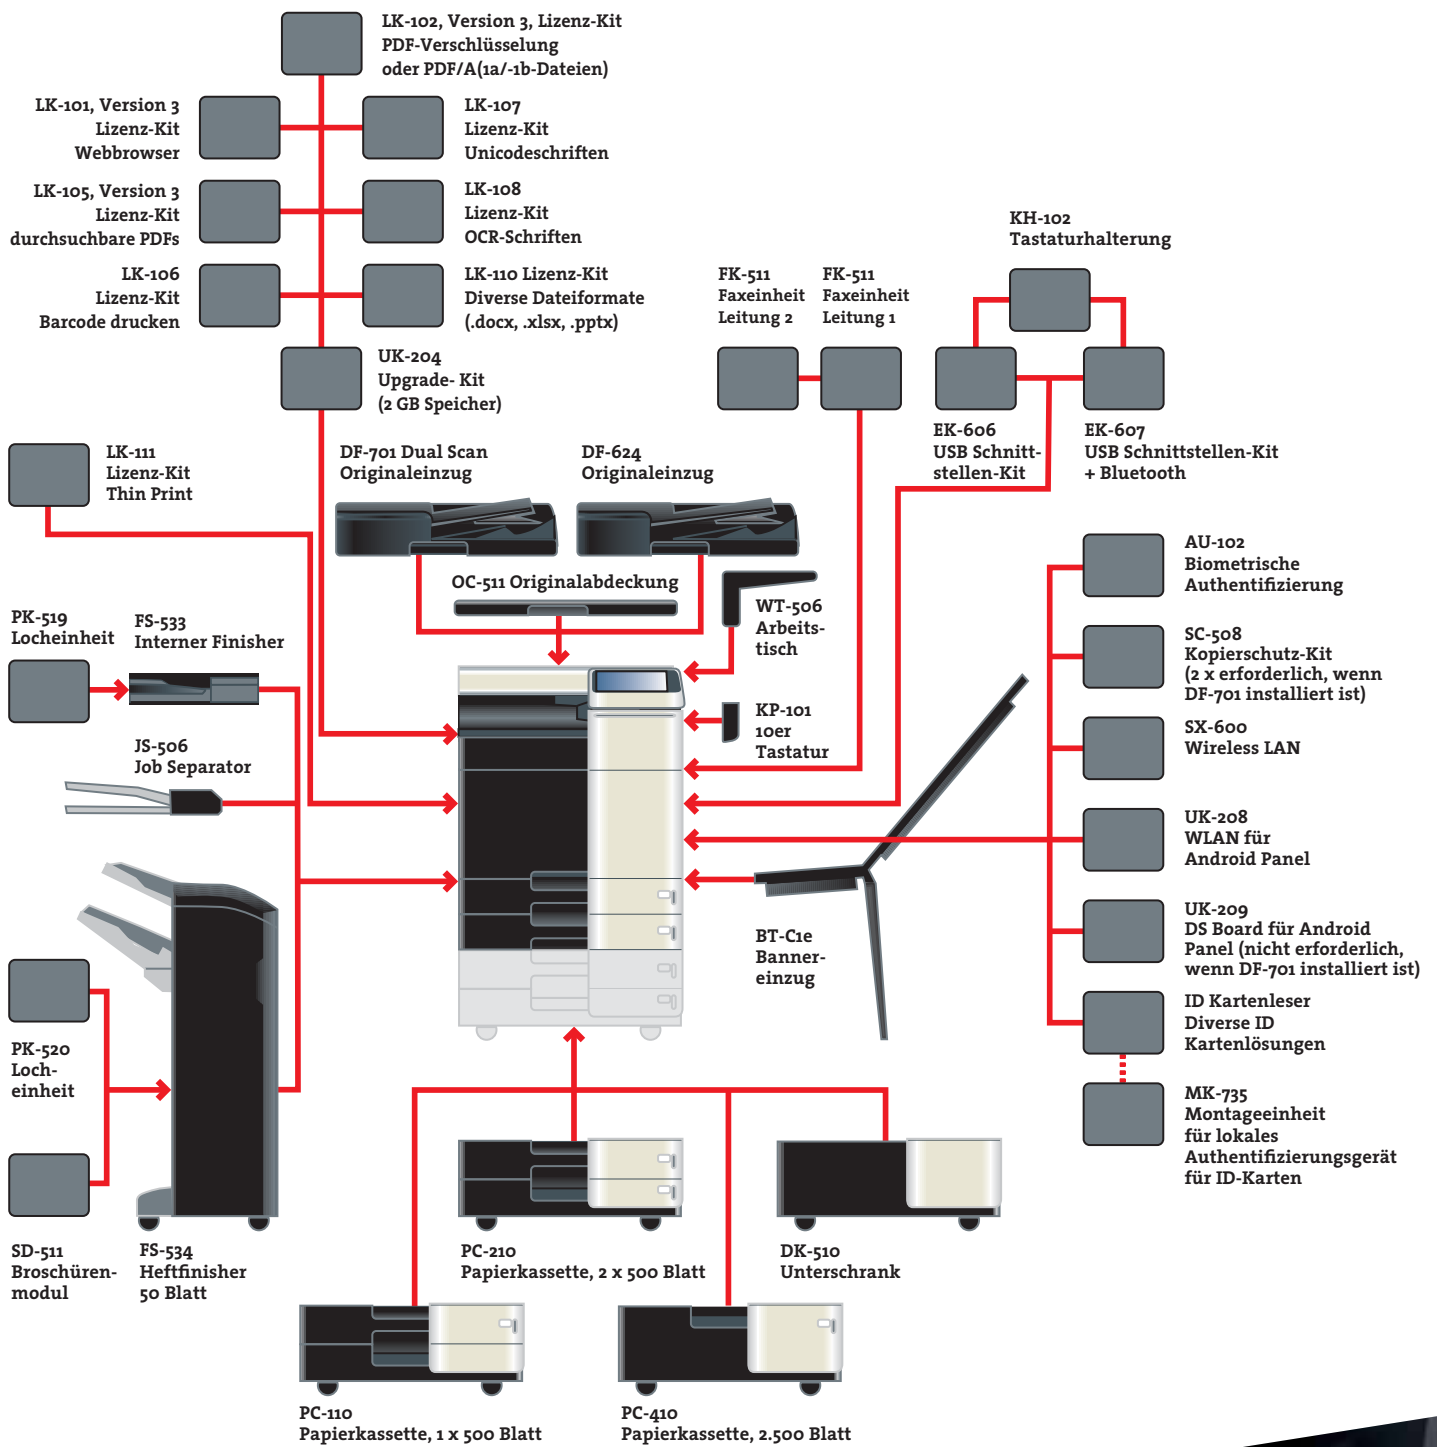 LK-102, Version 3, Lizenz-Kit
PDF-Verschlüsselung
oder PDF/A(1a/-1b-Dateien)
LK-101, Version 3
Lizenz-Kit
Webbrowser
LK-107
Lizenz-Kit
Unicodeschriften
LK-105, Version 3
Lizenz-Kit
durchsuchbare PDFs
LK-108
Lizenz-Kit
OCR-Schriften
LK-106
Lizenz-Kit
Barcode drucken
LK-110 Lizenz-Kit
Diverse Dateiformate
(.docx, .xlsx, .pptx)
UK-204
Upgrade- Kit
(2 GB Speicher)
FK-511
Faxeinheit
Leitung 2
FK-511
Faxeinheit
Leitung 1
KH-102
Tastaturhalterung
EK-606
USB Schnitt-
stellen-Kit
EK-607
USB Schnittstellen-Kit
+ Bluetooth
LK-111
Lizenz-Kit
Thin Print
DF-701 Dual Scan
Originaleinzug
DF-624
Originaleinzug
OC-511 Originalabdeckung
WT-506
Arbeits-
tisch
KP-101
10er
Tastatur
PK-519
Locheinheit
FS-533
Interner Finisher
JS-506
Job Separator
AU-102
Biometrische
Authentifizierung
SC-508
Kopierschutz-Kit
(2 x erforderlich, wenn
DF-701 installiert ist)
SX-600
Wireless LAN
UK-208
WLAN für
Android Panel
UK-209
DS Board für Android
Panel (nicht erforderlich,
wenn DF-701 installiert ist)
ID Kartenleser
Diverse ID
Kartenlösungen
MK-735
Montageeinheit
für lokales
Authentifizierungsgerät
für ID-Karten
BT-C1e
Banner-
einzug
PK-520
Loch-
einheit
SD-511
Broschüren-
modul
FS-534
Heftfinisher
50 Blatt
PC-210
Papierkassette, 2 x 500 Blatt
DK-510
Unterschrank
PC-110
Papierkassette, 1 x 500 Blatt
PC-410
Papierkassette, 2.500 Blatt